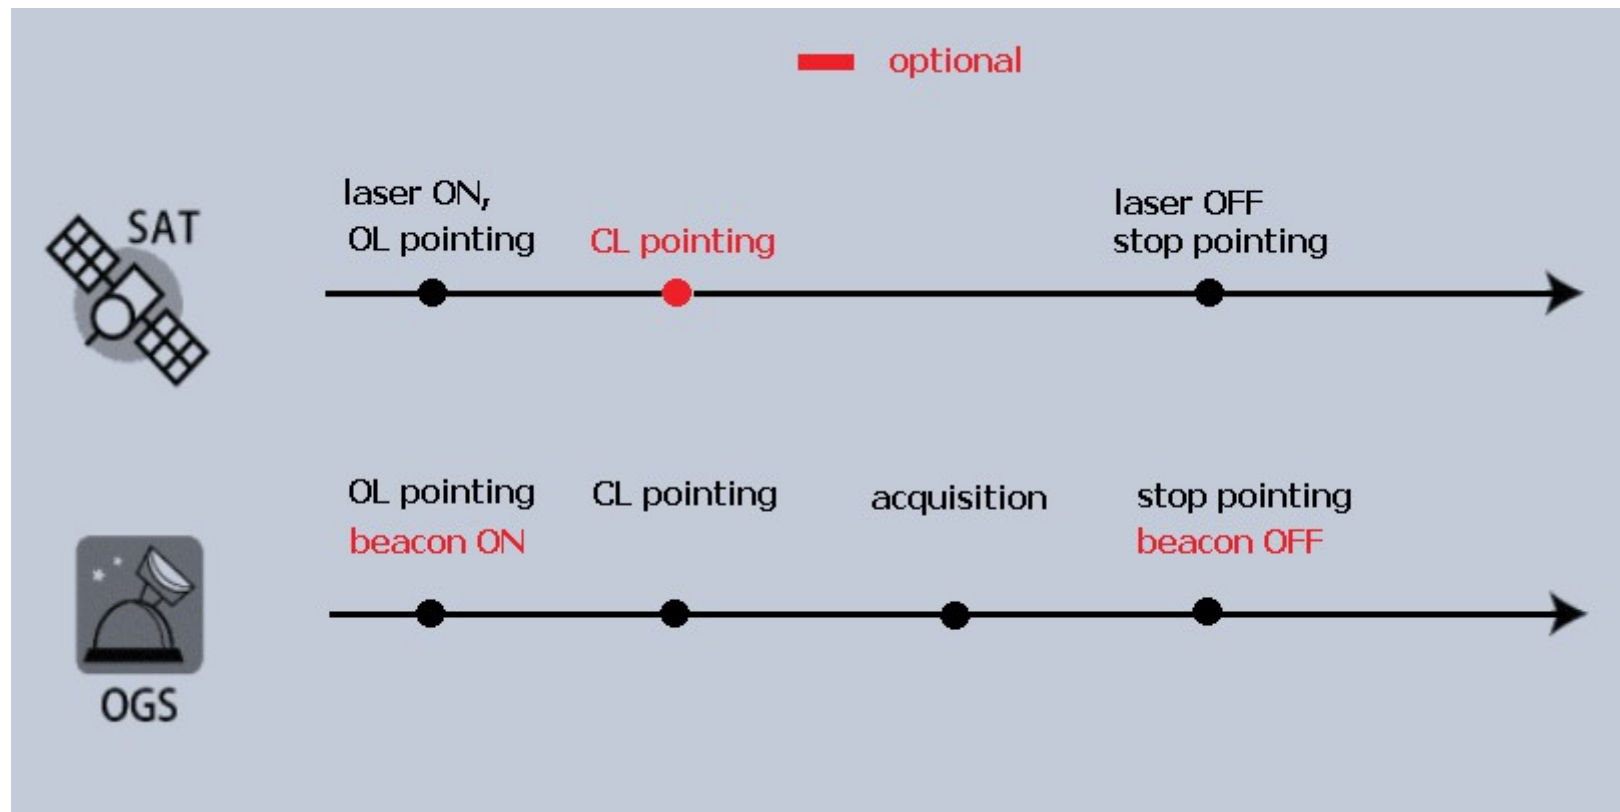 optional
SAT
laser ON,
OL pointing
CL pointing
laser OFF
stop pointing
OGS
OL pointing
beacon ON
CL pointing
acquisition
stop pointing
beacon OFF